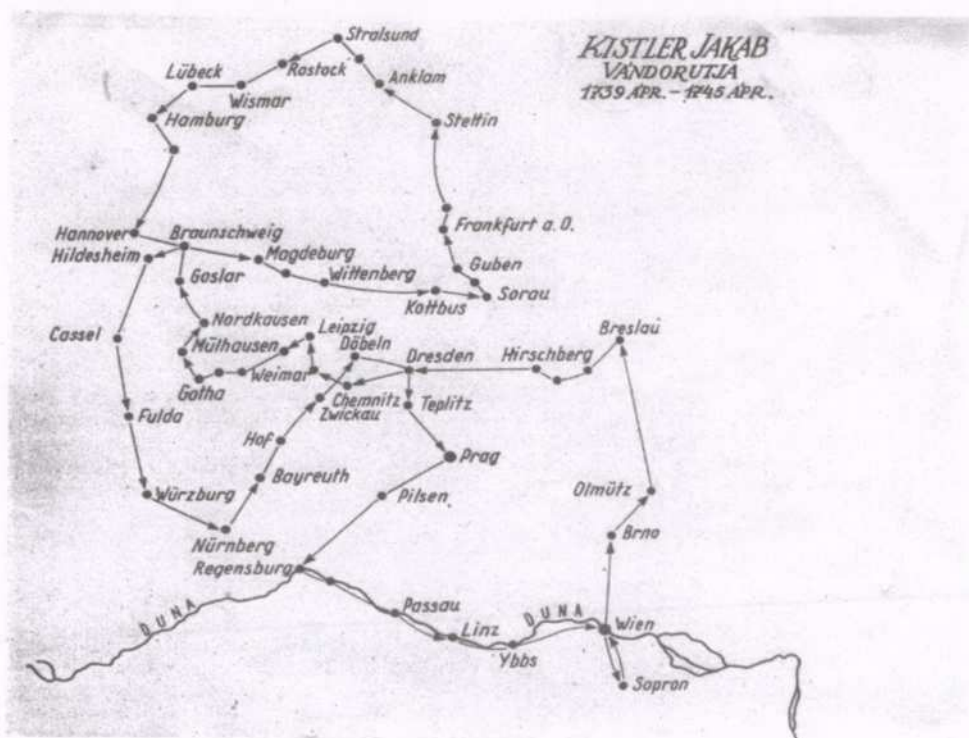 KISTLER JAKAB
VÁNDORUTJA
1739 ÁPR. – 1745 ÁPR.
Stralsund
Rostock
Lübeck
Anklam
Wismar
Hamburg
Stettin
Frankfurt a. O.
Hannover
Braunschweig
Hildesheim
Magdeburg
Guben
Goslar
Wittenberg
Kottbus
Sorau
Nordkausen
Breslau
Cassel
Leipzig
Mülhausen
Döbeln
Dresden
Hirschberg
Weimar
Gotha
Chemnitz
Zwickau
Teplitz
Fulda
Hof
Prag
Bayreuth
Würzburg
Pilsen
Olmütz
Nürnberg
Brno
Regensburg
DUNA
Passau
DUNA
Wien
Linz
Ybbs
Sopron